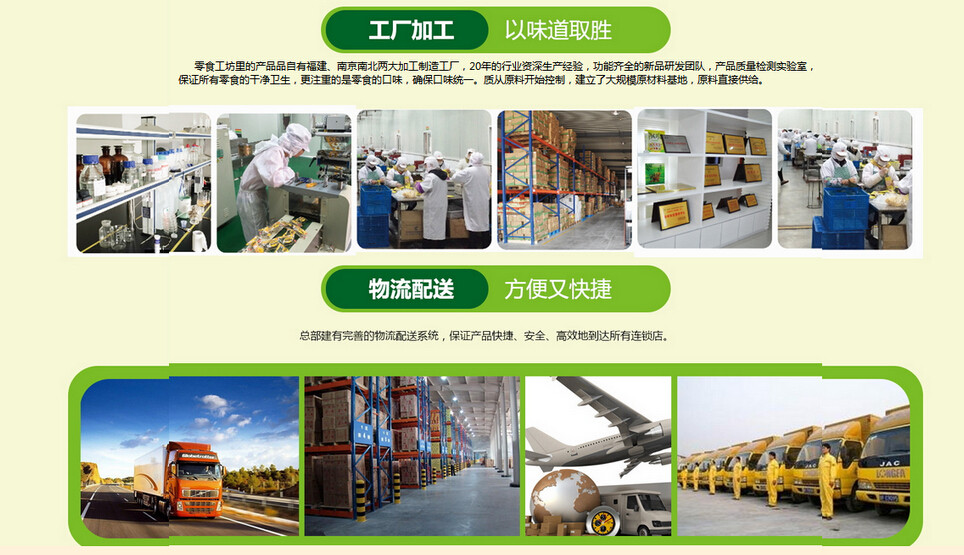 工厂加工 以味道取胜
零食工坊里的产品品自有福建、南京南北两大加工制造工厂，20年的行业资深生产经验，功能齐全的新品研发团队，产品质量检测实验室，
保证所有零食的干净卫生，更注重的是零食的口味，确保口味统一。质从原料开始控制，建立了大规模原材料基地，原料直接供给。
物流配送 方便又快捷
总部建有完善的物流配送系统，保证产品快捷、安全、高效地到达所有连锁店。
JAC